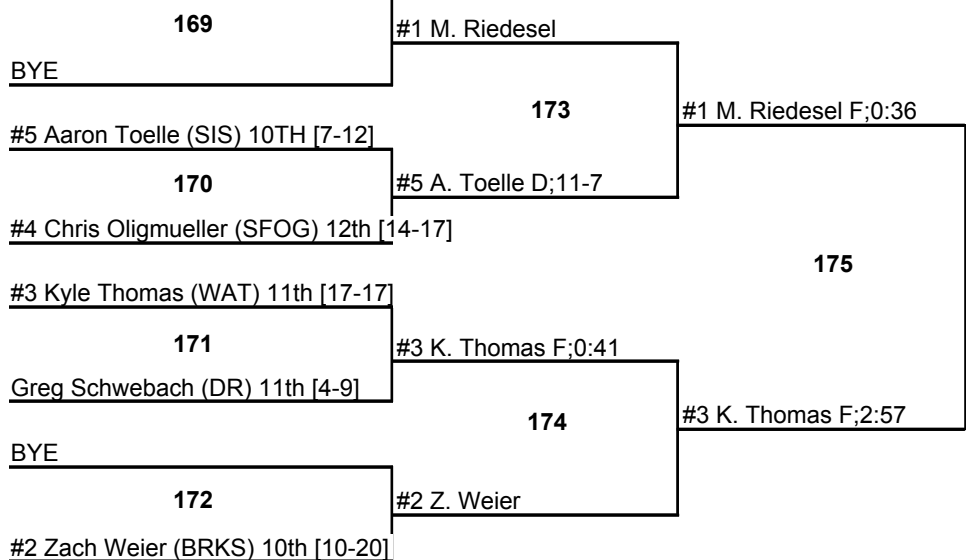 169
#1 M. Riedesel
BYE
173
#1 M. Riedesel F;0:36
#5 Aaron Toelle (SIS) 10TH [7-12]
170
#5 A. Toelle D;11-7
#4 Chris Oligmueller (SFOG) 12th [14-17]
175
#3 Kyle Thomas (WAT) 11th [17-17]
171
#3 K. Thomas F;0:41
Greg Schwebach (DR) 11th [4-9]
174
#3 K. Thomas F;2:57
BYE
172
#2 Z. Weier
#2 Zach Weier (BRKS) 10th [10-20]